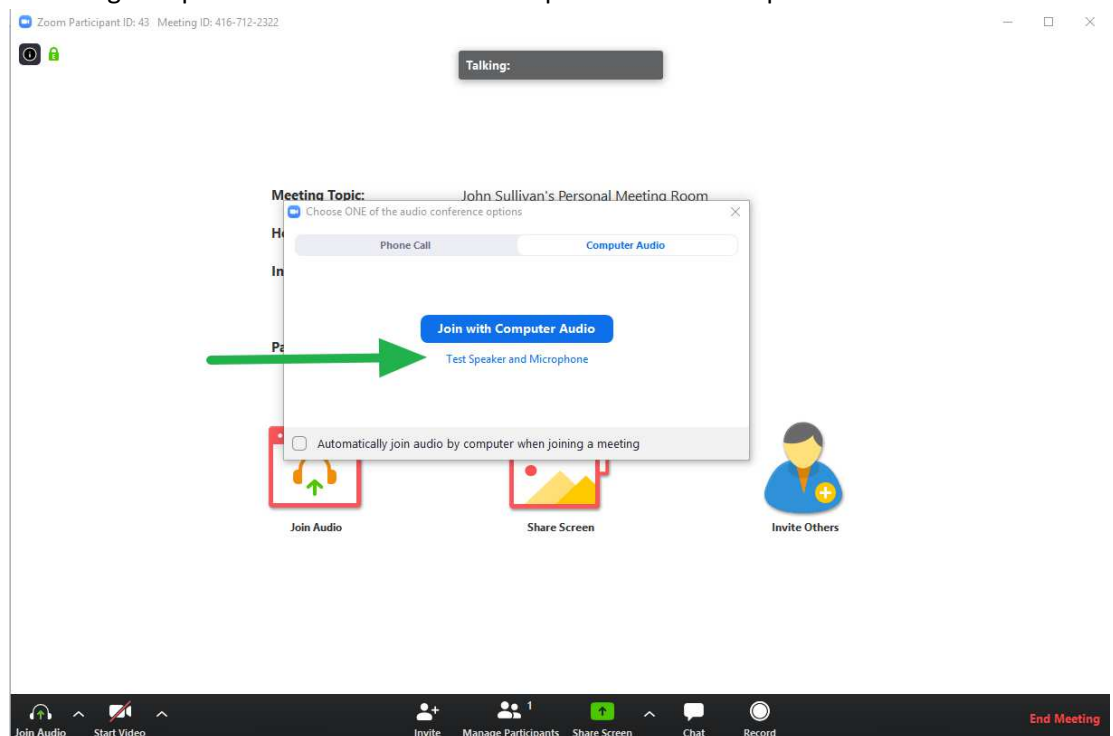 Zoom Participant ID: 43 Meeting ID: 416-712-2322
Talking:
Meeting Topic: John Sullivan's Personal Meeting Room
Choose ONE of the audio conference options
Phone Call Computer Audio
Join with Computer Audio
Test Speaker and Microphone
Automatically join audio by computer when joining a meeting
Join Audio Share Screen Invite Others
1
Join Audio Start Video Invite Manage Participants Share Screen Chat Record End Meeting